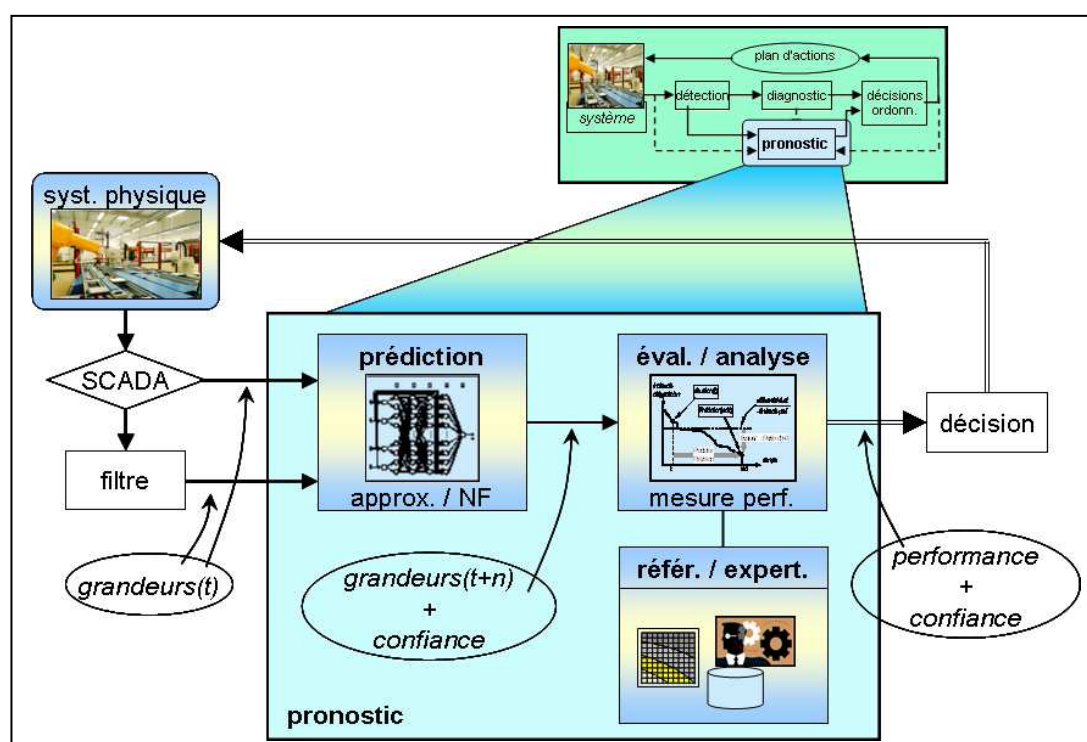 plan d'actions
détection
diagnostic
décisions
ordonn.
système
pronostic
syst. physique
SCADA
filtre
grandeurs(t)
prédiction
approx. / NF
grandeurs(t+n)
+
confiance
éval. / analyse
mesure perf.
référ. / expert.
pronostic
décision
performance
+
confiance